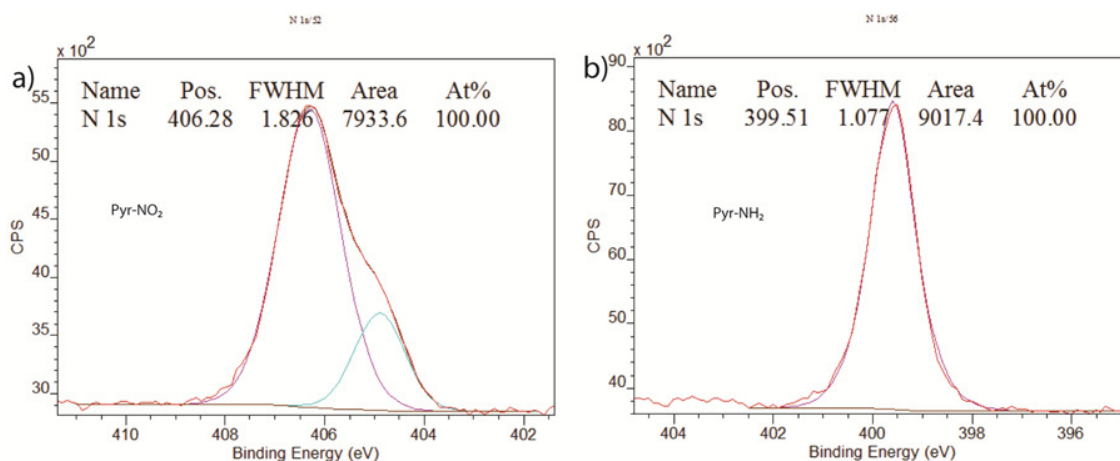 N 1s/52
x 10²
a)
Name Pos. FWHM Area At%
N 1s 406.28 1.826 7933.6 100.00
Pyr-NO₂
CPS
55
50
45
40
35
30
410 408 406 404 402
Binding Energy (eV)
N 1s/56
x 10²
b)
Name Pos. FWHM Area At%
N 1s 399.51 1.077 9017.4 100.00
Pyr-NH₂
CPS
90
80
70
60
50
40
404 402 400 398 396
Binding Energy (eV)